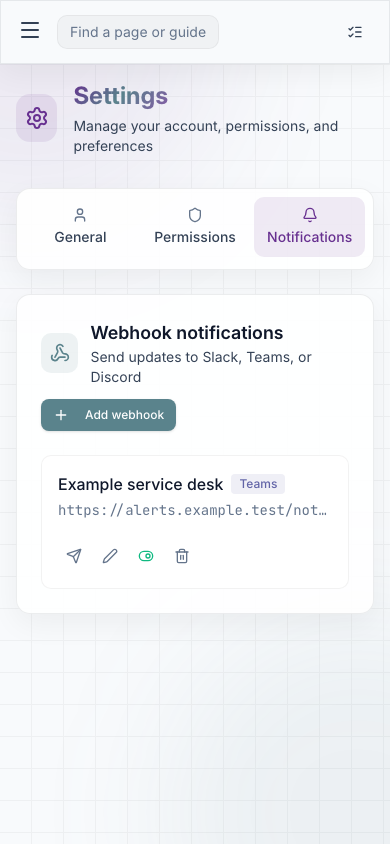 Find a page or guide
Settings
Manage your account, permissions, and
preferences
General
Permissions
Notifications
Webhook notifications
Send updates to Slack, Teams, or
Discord
Add webhook
Example service desk
Teams
https://alerts.example.test/not…